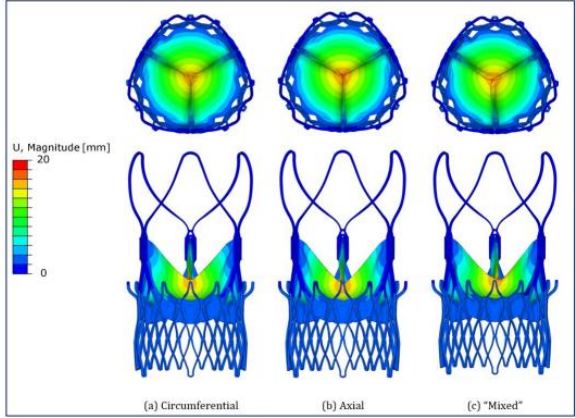 U, Magnitude [mm]
20
0
(a) Circumferential
(b) Axial
(c) "Mixed"